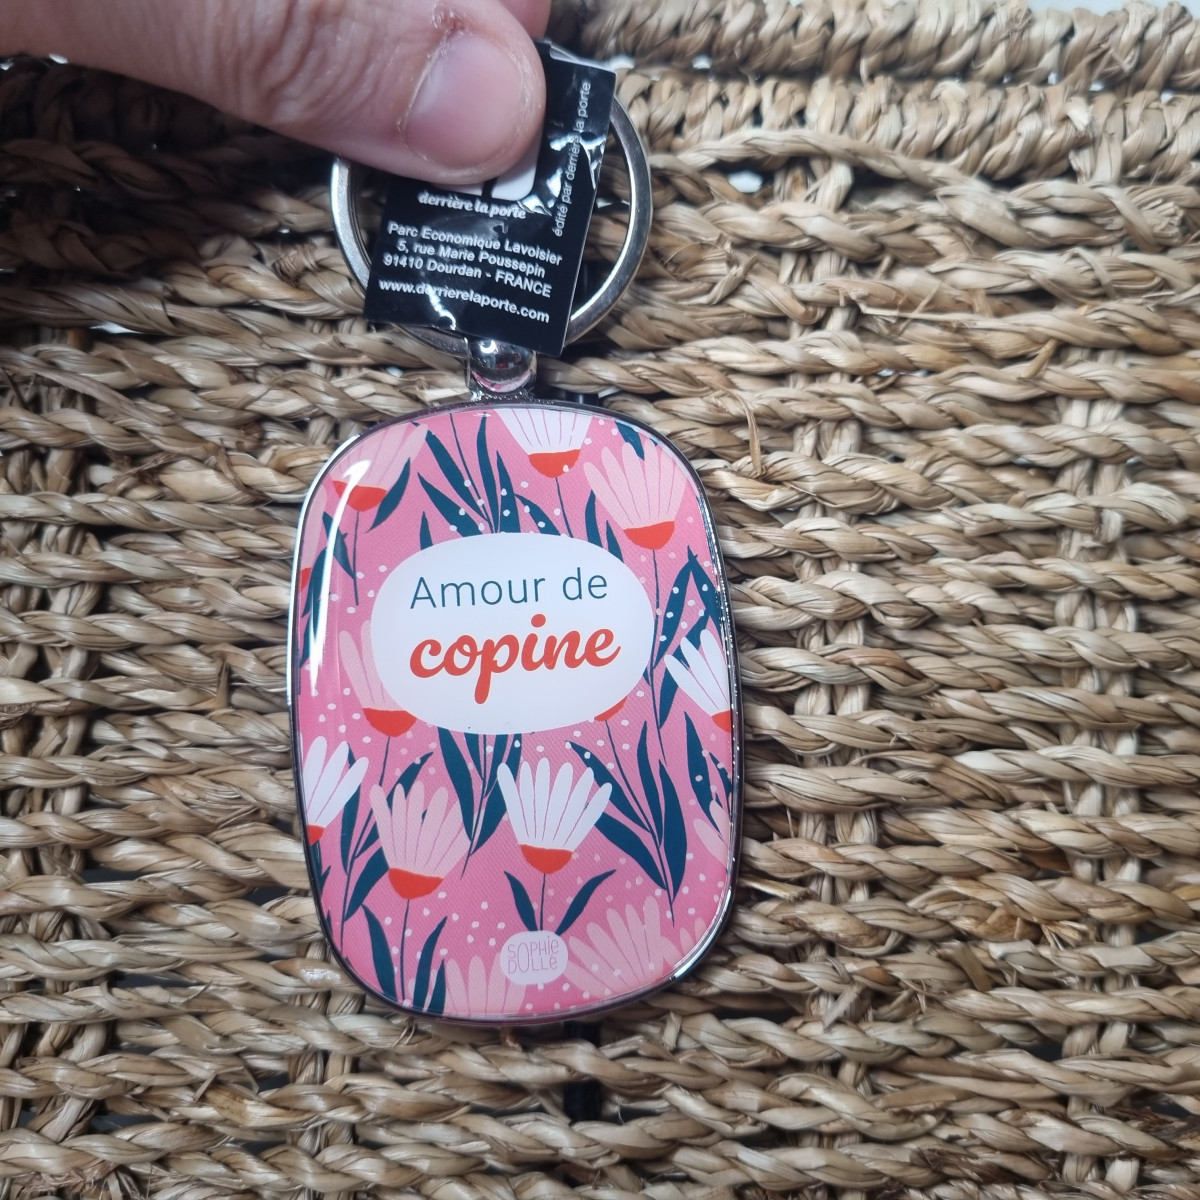 derrière la porte
Parc Economique Lavoisier
5, rue Marie Poussepin
91410 Dourdan - FRANCE
www.derrierelaporte.com
édité par derrière la porte
Amour de
copine
SOPHie
DOLLe